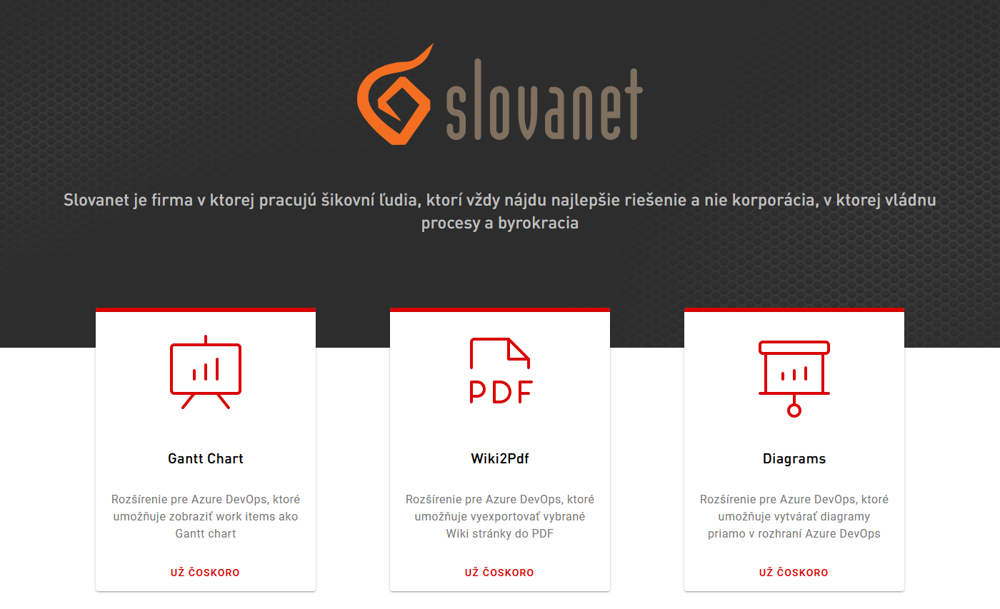 slovanet
Slovanet je firma v ktorej pracujú šikovní ľudia, ktorí vždy nájdu najlepšie riešenie a nie korporácia, v ktorej vládnu
procesy a byrokracia
PDF
Gantt Chart
Rozšírenie pre Azure DevOps, ktoré
umožňuje zobraziť work items ako
Gantt chart
UŽ ČOSKORO
Wiki2Pdf
Rozšírenie pre Azure DevOps, ktoré
umožňuje vyexportovať vybrané
Wiki stránky do PDF
UŽ ČOSKORO
Diagrams
Rozšírenie pre Azure DevOps, ktoré
umožňuje vytvárať diagramy
priamo v rozhraní Azure DevOps
UŽ ČOSKORO